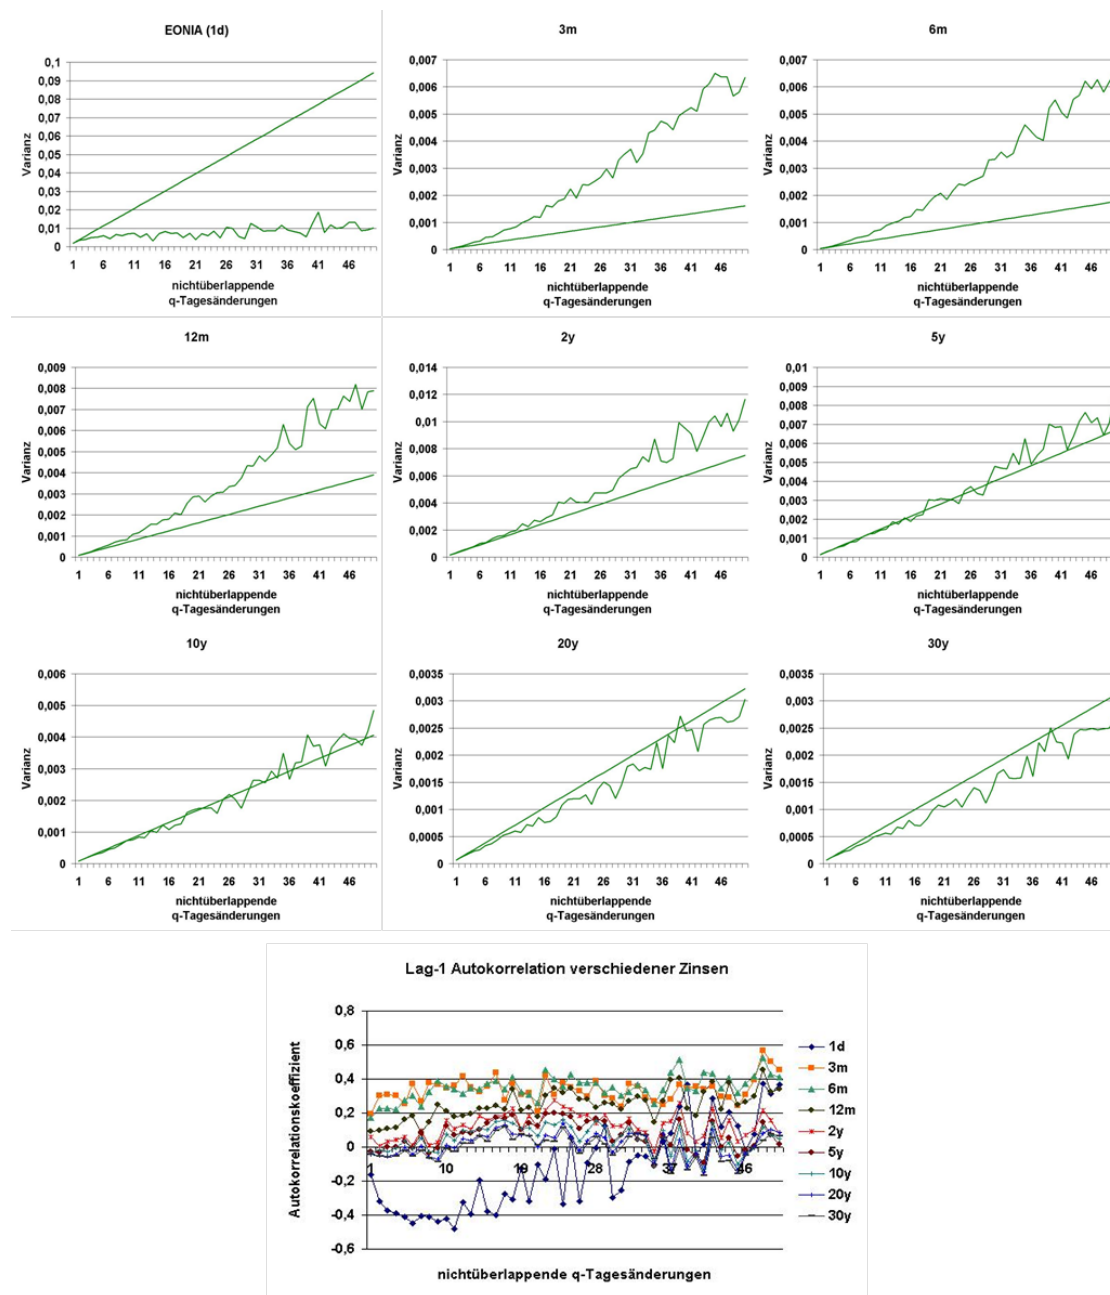 EONIA (1d)
0,1
0,09
0,08
0,07
0,06
0,05
0,04
0,03
0,02
0,01
0
Varianz
1 6 11 16 21 26 31 36 41 46
nichtüberlappende
q-Tagesänderungen
3m
0,007
0,006
0,005
0,004
0,003
0,002
0,001
0
Varianz
1 6 11 16 21 26 31 36 41 46
nichtüberlappende
q-Tagesänderungen
6m
0,007
0,006
0,005
0,004
0,003
0,002
0,001
0
Varianz
1 6 11 16 21 26 31 36 41 46
nichtüberlappende
q-Tagesänderungen
12m
0,009
0,008
0,007
0,006
0,005
0,004
0,003
0,002
0,001
0
Varianz
1 6 11 16 21 26 31 36 41 46
nichtüberlappende
q-Tagesänderungen
2y
0,014
0,012
0,01
0,008
0,006
0,004
0,002
0
Varianz
1 6 11 16 21 26 31 36 41 46
nichtüberlappende
q-Tagesänderungen
5y
0,01
0,009
0,008
0,007
0,006
0,005
0,004
0,003
0,002
0,001
0
Varianz
1 6 11 16 21 26 31 36 41 46
nichtüberlappende
q-Tagesänderungen
10y
0,006
0,005
0,004
0,003
0,002
0,001
0
Varianz
1 6 11 16 21 26 31 36 41 46
nichtüberlappende
q-Tagesänderungen
20y
0,0035
0,003
0,0025
0,002
0,0015
0,001
0,0005
0
Varianz
1 6 11 16 21 26 31 36 41 46
nichtüberlappende
q-Tagesänderungen
30y
0,0035
0,003
0,0025
0,002
0,0015
0,001
0,0005
0
Varianz
1 6 11 16 21 26 31 36 41 46
nichtüberlappende
q-Tagesänderungen
Lag-1 Autokorrelation verschiedener Zinsen
0,8
0,6
0,4
0,2
0
-0,2
-0,4
-0,6
Autokorrelationskoeffizient
1 10 19 28 37 46
nichtüberlappende q-Tagesänderungen
1d
3m
6m
12m
2y
5y
10y
20y
30y